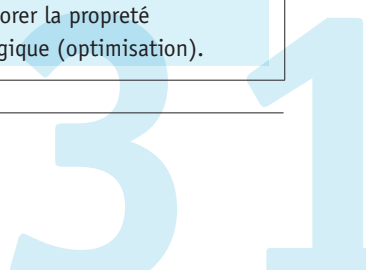 orer la propreté
gique (optimisation).
31